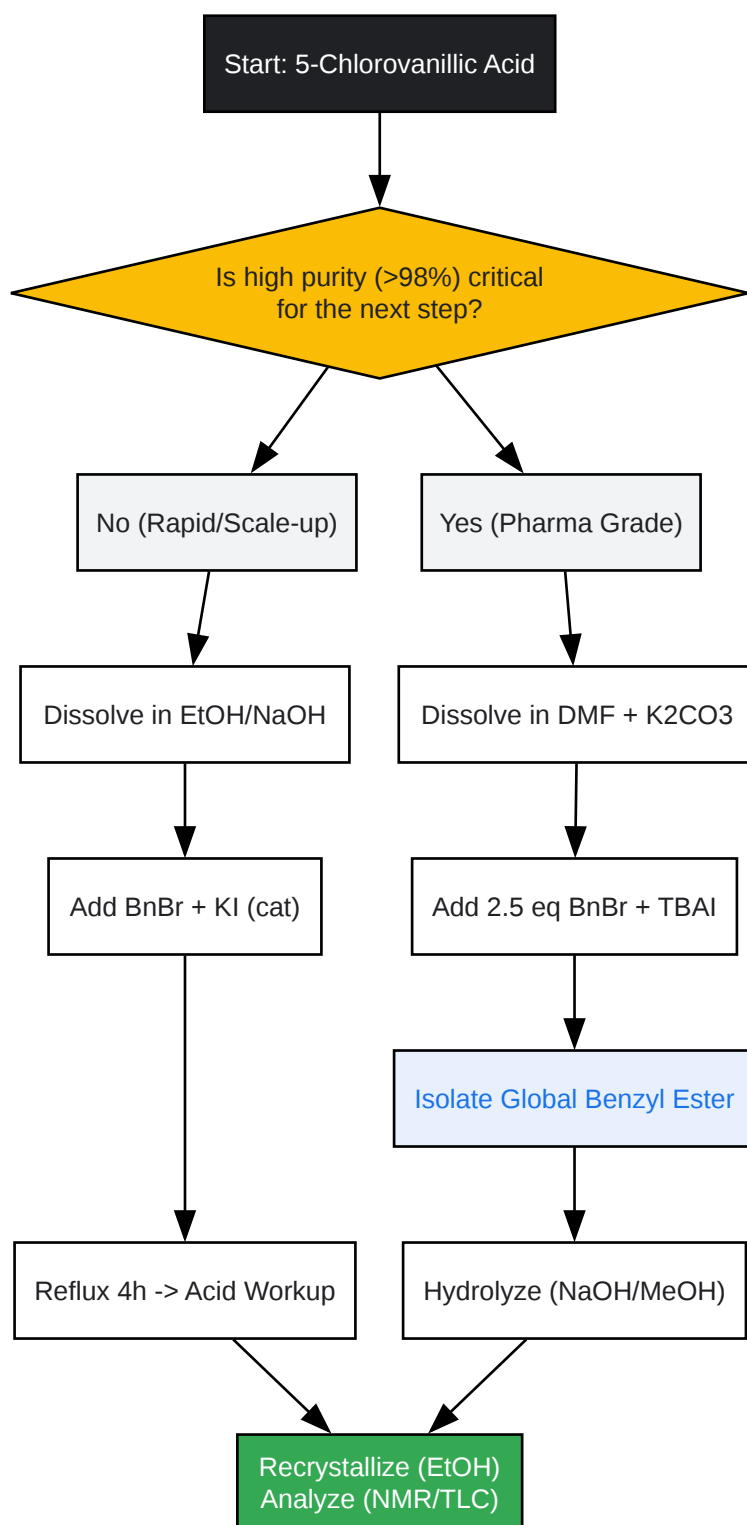 Start: 5-Chlorovanillic Acid
Is high purity (>98%) critical
for the next step?
No (Rapid/Scale-up)
Yes (Pharma Grade)
Dissolve in EtOH/NaOH
Dissolve in DMF + K2CO3
Add BnBr + KI (cat)
Add 2.5 eq BnBr + TBAI
Isolate Global Benzyl Ester
Reflux 4h -> Acid Workup
Hydrolyze (NaOH/MeOH)
Recrystallize (EtOH)
Analyze (NMR/TLC)